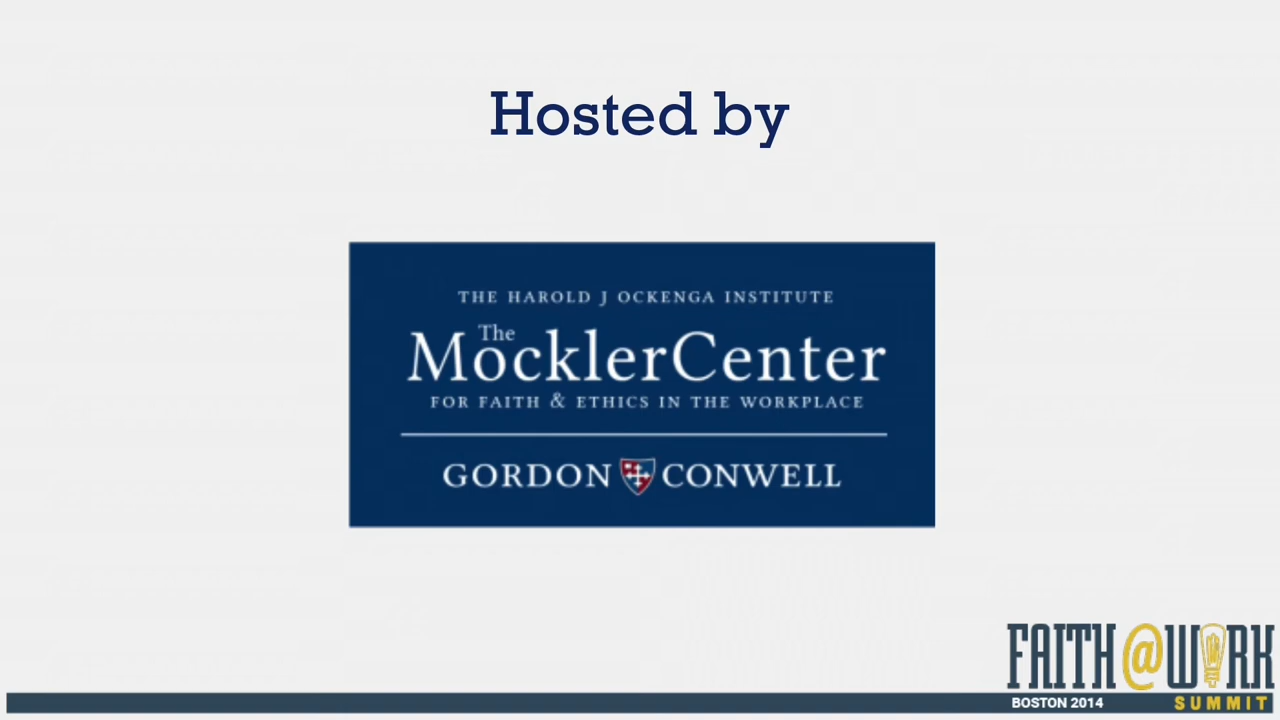 Hosted by
THE HAROLD J OCKENGA INSTITUTE
The
MocklerCenter
FOR FAITH & ETHICS IN THE WORKPLACE
GORDON CONWELL
FAITH@WORK
BOSTON 2014 SUMMIT